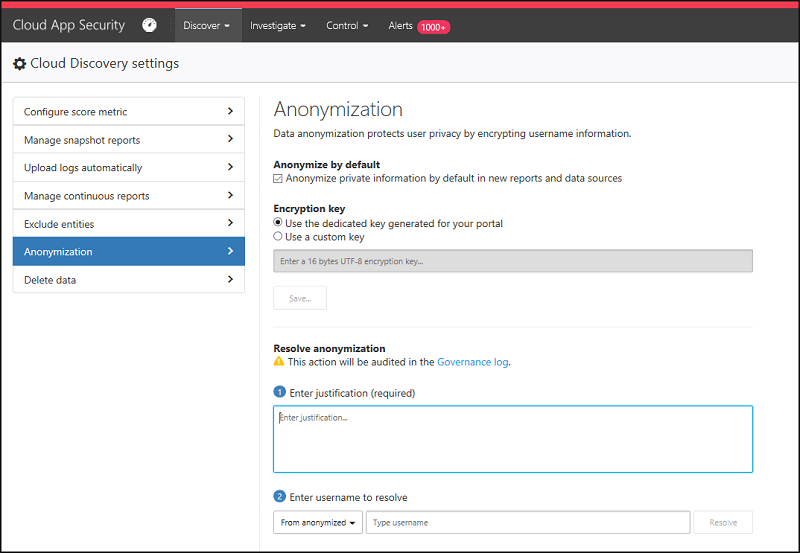 Cloud App Security Discover Investigate Control Alerts 1000+
Cloud Discovery settings
Configure score metric
Manage snapshot reports
Upload logs automatically
Manage continuous reports
Exclude entities
Anonymization
Delete data
Anonymization
Data anonymization protects user privacy by encrypting username information.
Anonymize by default
Anonymize private information by default in new reports and data sources
Encryption key
Use the dedicated key generated for your portal
Use a custom key
Enter a 16 bytes UTF-8 encryption key...
Save...
Resolve anonymization
This action will be audited in the Governance log.
1 Enter justification (required)
Enter justification...
2 Enter username to resolve
From anonymized Type username Resolve